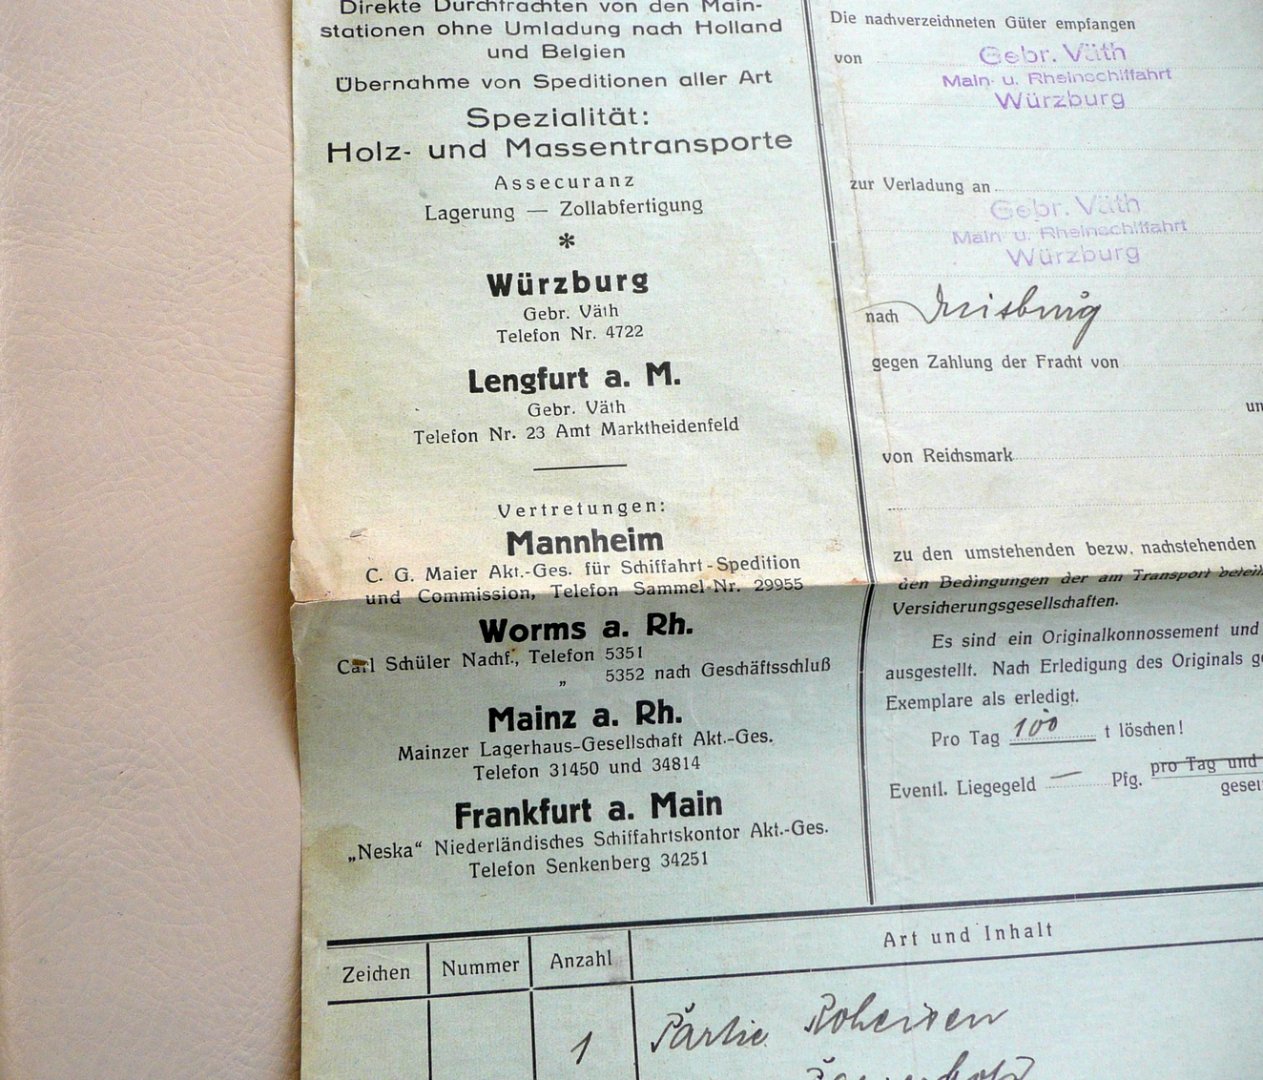 Direkte Durchfrachten von den Main-
stationen ohne Umladung nach Holland
und Belgien
Übernahme von Speditionen aller Art
Spezialität:
Holz- und Massentransporte
Assecuranz
Lagerung — Zollabfertigung
*
Würzburg
Gebr. Väth
Telefon Nr. 4722
Lengfurt a. M.
Gebr. Väth
Telefon Nr. 23 Amt Marktheidenfeld
Vertretungen:
Mannheim
C. G. Maier Akt.-Ges. für Schiffahrt-Spedition
und Commission, Telefon Sammel-Nr. 29955
Worms a. Rh.
Carl Schüler Nachf., Telefon 5351
„ 5352 nach Geschäftsschluß
Mainz a. Rh.
Mainzer Lagerhaus-Gesellschaft Akt.-Ges.
Telefon 31450 und 34814
Frankfurt a. Main
„Neska“ Niederländisches Schiffahrtskontor Akt.-Ges.
Telefon Senkenberg 34251
Die nachverzeichneten Güter empfangen
von Gebr. Väth
Main- u. Rheinschiffahrt
Würzburg
zur Verladung an
Gebr. Väth
Main- u. Rheinschiffahrt
Würzburg
nach
gegen Zahlung der Fracht von
un
von Reichsmark
zu den umstehenden bezw. nachstehenden
den Bedingungen der am Transport beteil
Versicherungsgesellschaften.
Es sind ein Originalkonnossement und
ausgestellt. Nach Erledigung des Originals ge
Exemplare als erledigt.
Pro Tag 100 t löschen!
Eventl. Liegegeld — Pfg. pro Tag und
gesei
Zeichen Nummer Anzahl Art und Inhalt
1 Partie Roheisen